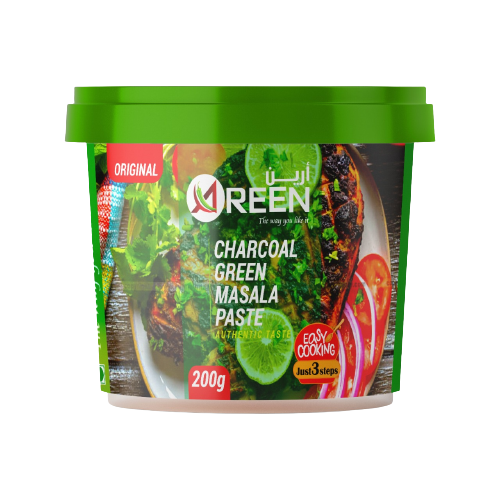 ORIGINAL
أرين
AREEN
The way you like it
CHARCOAL
GREEN
MASALA
PASTE
AUTHENTIC TASTE
EASY
COOKING
Just 3 steps
200g